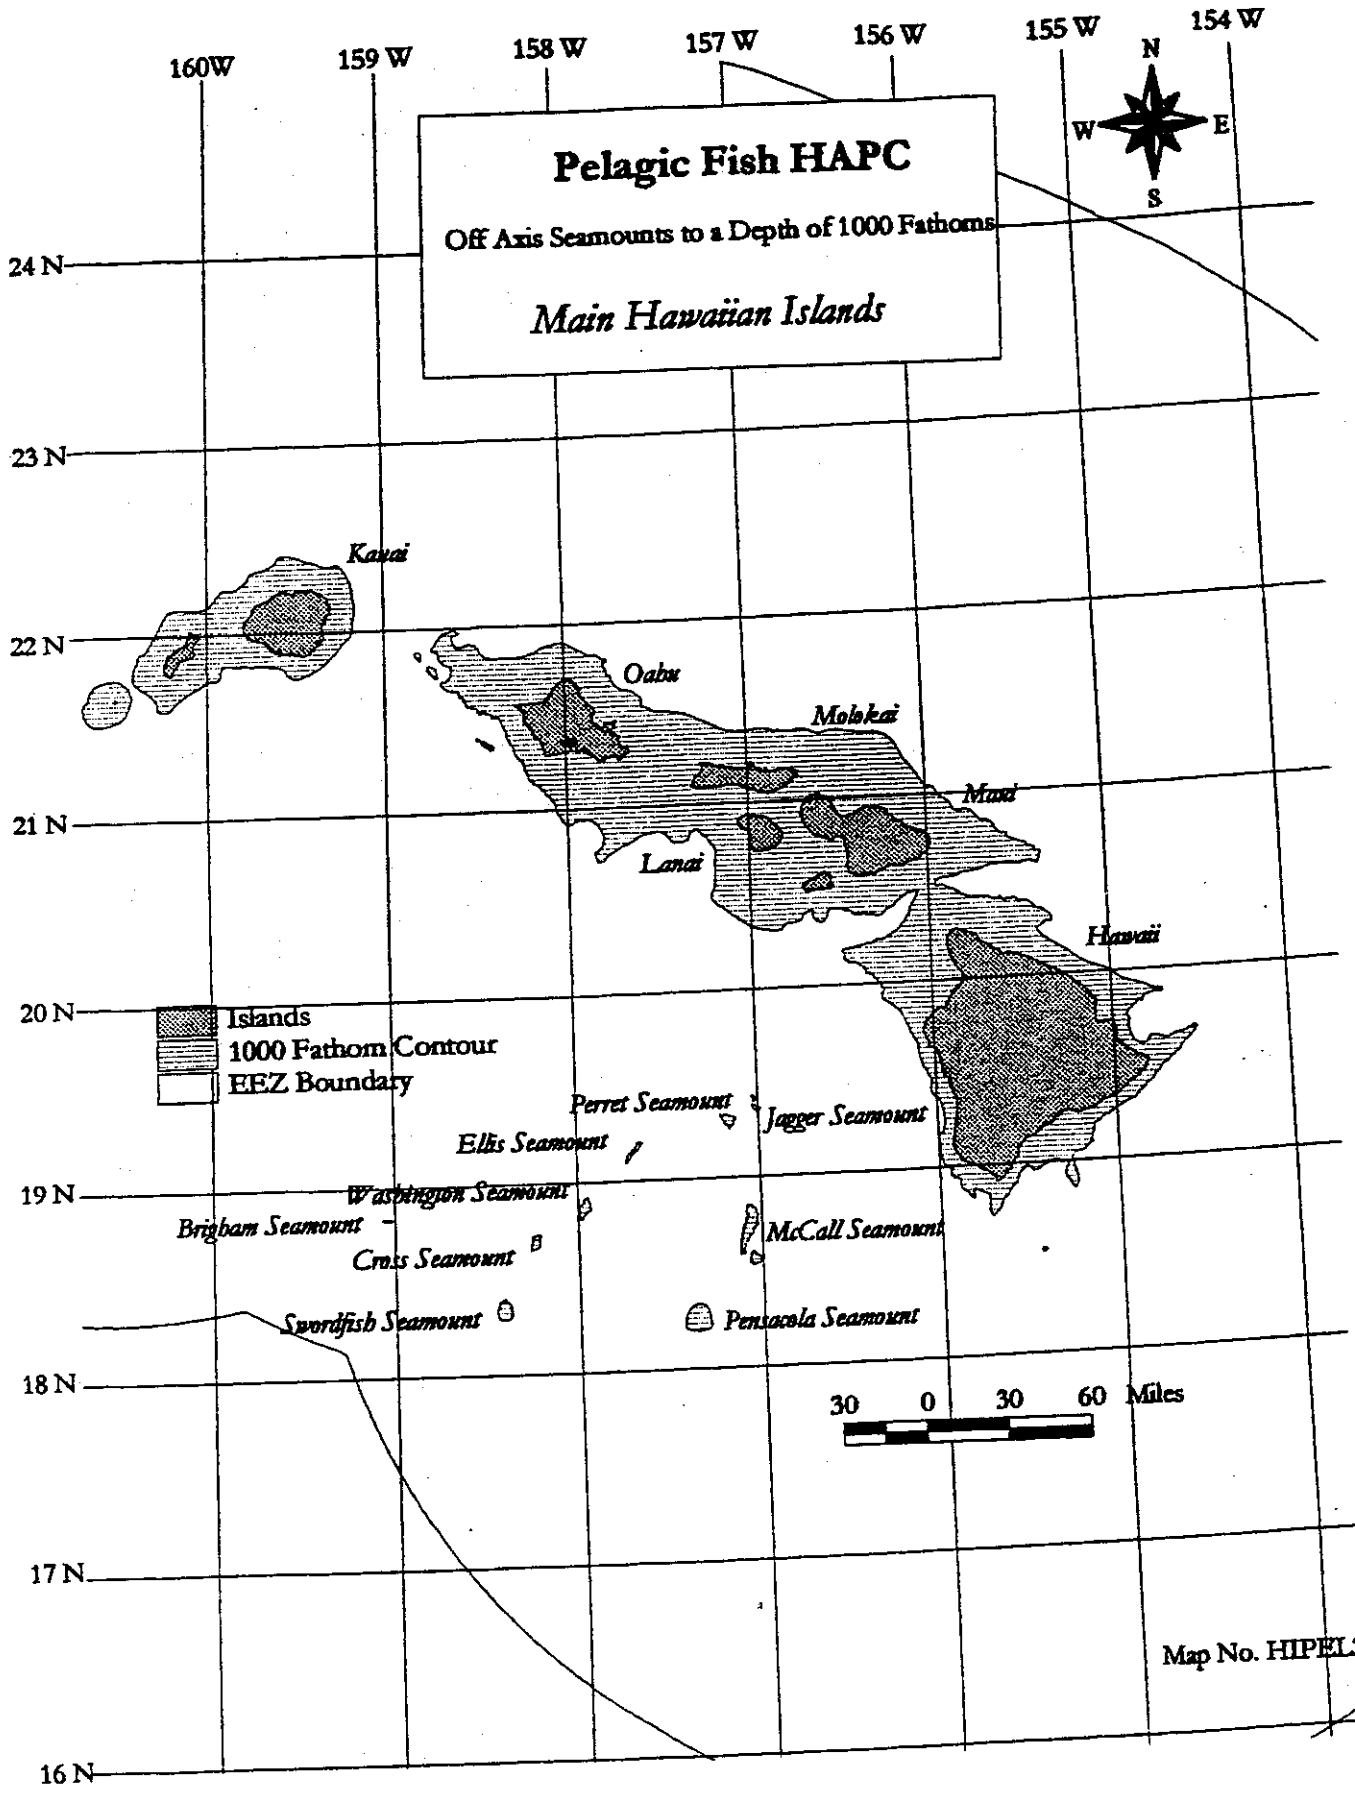 160W 159 W 158 W 157 W 156 W 155 W 154 W
N
W E
S
Pelagic Fish HAPC
Off Axis Seamounts to a Depth of 1000 Fathoms
Main Hawaiian Islands
24 N
23 N
Kauai
22 N
Oahu
Molokai
Maui
21 N
Lanai
Hawaii
20 N
Islands
1000 Fathom Contour
EEZ Boundary
Perret Seamount
Jagger Seamount
Ellis Seamount
19 N
Washington Seamount
Brigham Seamount
McCall Seamount
Cross Seamount
Swordfish Seamount
Pensacola Seamount
18 N
30 0 30 60 Miles
17 N
Map No.
16 N